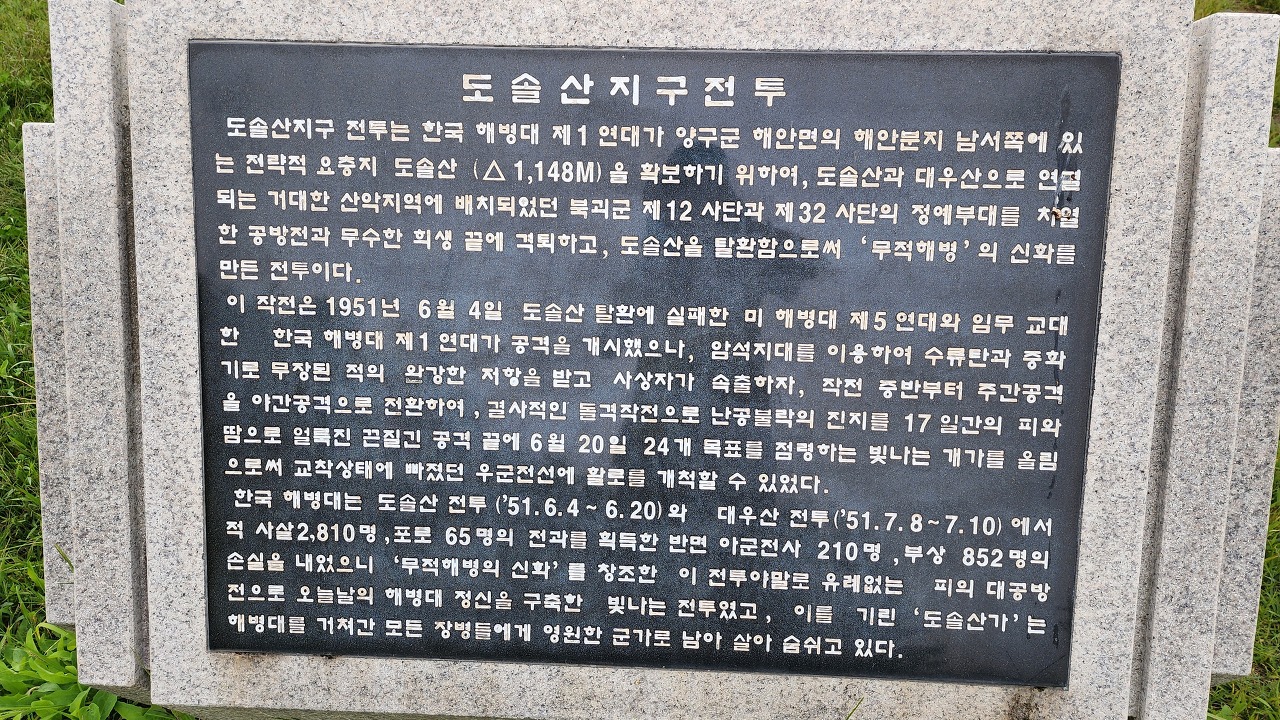 도솔산지구전투
도솔산지구 전투는 한국 해병대 제1연대가 양구군 해안면의 해안분지 남서쪽에 있
는 전략적 요충지 도솔산 (△ 1,148M)을 확보하기 위하여, 도솔산과 대우산으로 연결
되는 거대한 산악지역에 배치되었던 북괴군 제12사단과 제32사단의 정예부대를 치열
한 공방전과 무수한 희생 끝에 격퇴하고, 도솔산을 탈환함으로써 ‘무적해병’의 신화를
만든 전투이다.
이 작전은 1951년 6월 4일 도솔산 탈환에 실패한 미 해병대 제5연대와 임무 교대
한 한국 해병대 제1연대가 공격을 개시했으나, 암석지대를 이용하여 수류탄과 중화
기로 무장된 적의 완강한 저항을 받고 사상자가 속출하자, 작전 중반부터 주간공격
을 야간공격으로 전환하여, 결사적인 돌격작전으로 난공불락의 진지를 17일간의 피와
땀으로 얼룩진 끈질긴 공격 끝에 6월 20일 24개 목표를 점령하는 빛나는 개가를 올림
으로써 교착상태에 빠졌던 우군전선에 활로를 개척할 수 있었다.
한국 해병대는 도솔산 전투('51.6.4~6.20)와 대우산 전투('51.7.8~7.10)에서
적 사살2,810명, 포로 65명의 전과를 획득한 반면 아군전사 210명, 부상 852명의
손실을 내었으니 ‘무적해병의 신화’를 창조한 이 전투야말로 유례없는 피의 대공방
전으로 오늘날의 해병대 정신을 구축한 빛나는 전투였고, 이를 기린 ‘도솔산가’는
해병대를 거쳐간 모든 장병들에게 영원한 군가로 남아 살아 숨쉬고 있다.